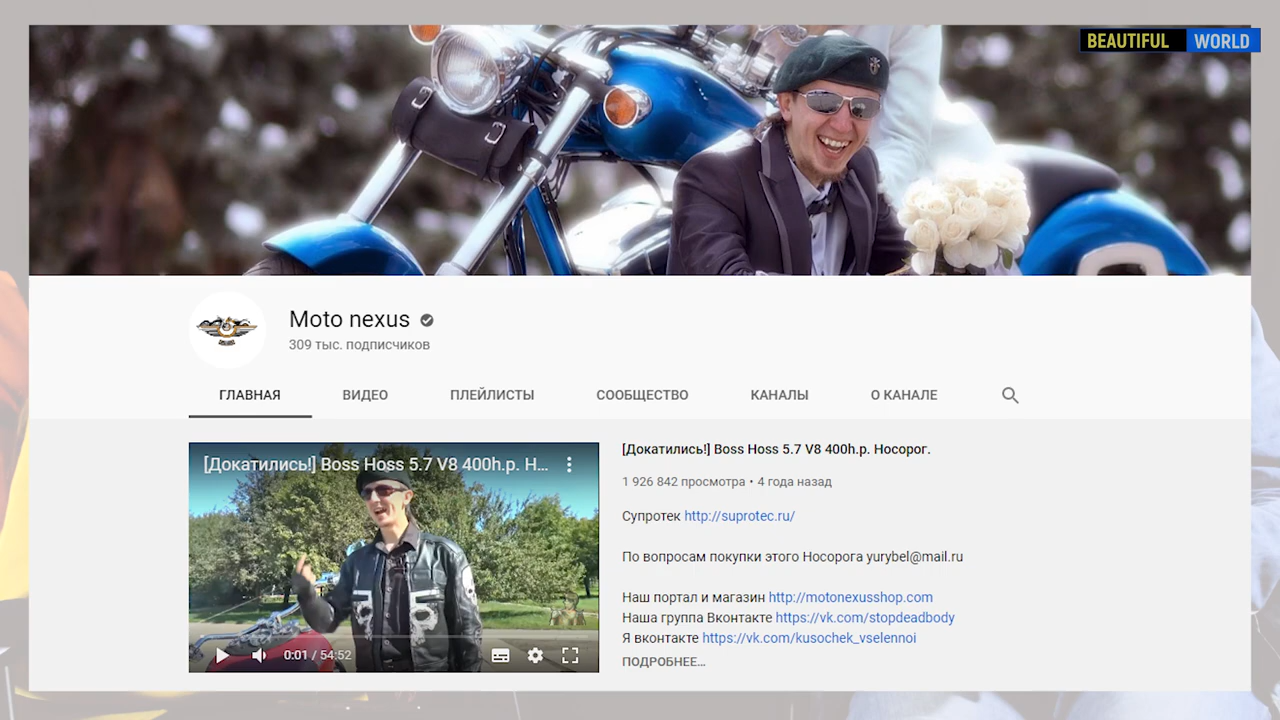 BEAUTIFUL WORLD
Moto nexus
309 тыс. подписчиков
ГЛАВНАЯ ВИДЕО ПЛЕЙЛИСТЫ СООБЩЕСТВО КАНАЛЫ О КАНАЛЕ
[Докатились!] Boss Hoss 5.7 V8 400h.p. Н...
0:01 / 54:52
[Докатились!] Boss Hoss 5.7 V8 400h.p. Носорог.
1 926 842 просмотра • 4 года назад
Супротек http://suprotec.ru/
По вопросам покупки этого Носорога yurybel@mail.ru
Наш портал и магазин http://motonexusshop.com
Наша группа Вконтакте https://vk.com/stopdeadbody
Я вконтакте https://vk.com/kusochek_vselennoi
ПОДРОБНЕЕ...